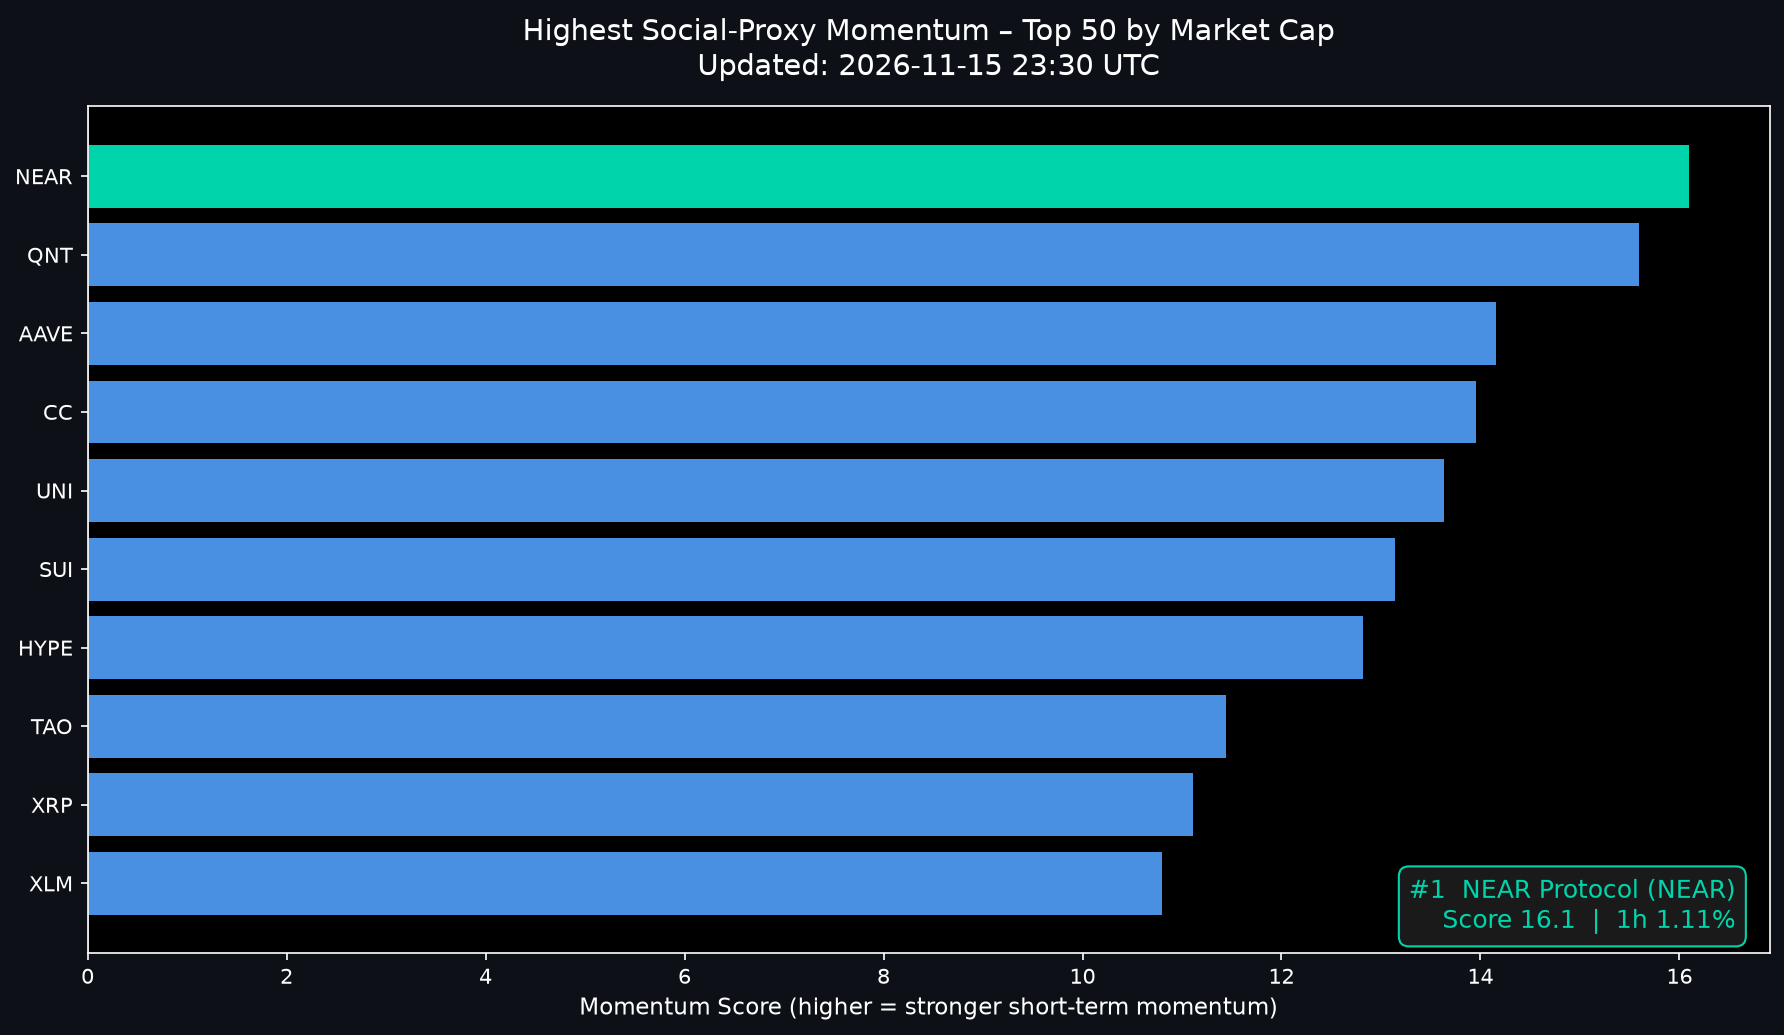 Highest Social-Proxy Momentum – Top 50 by Market Cap
Updated: 2026-11-15 23:30 UTC
NEAR
QNT
AAVE
CC
UNI
SUI
HYPE
TAO
XRP
XLM
#1 NEAR Protocol (NEAR)
Score 16.1 | 1h 1.11%
0 2 4 6 8 10 12 14 16
Momentum Score (higher = stronger short-term momentum)